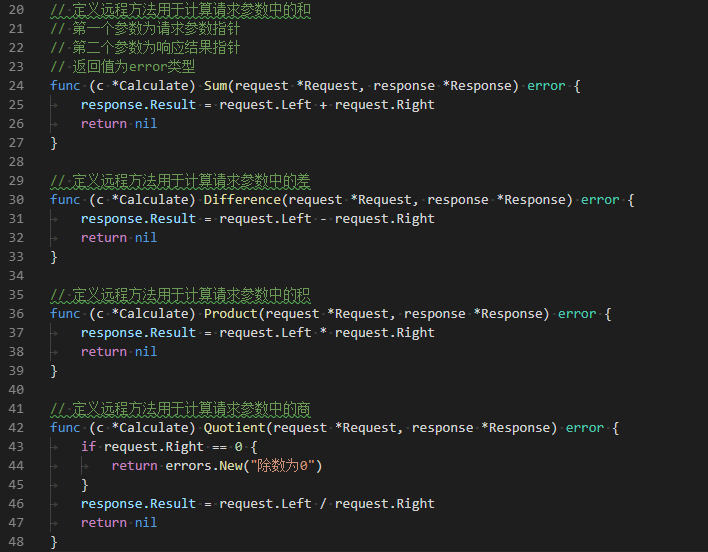 20 // 定义远程方法用于计算请求参数中的和
21 // 第一个参数为请求参数指针
22 // 第二个参数为响应结果指针
23 // 返回值为error类型
24 func (c *Calculate) Sum(request *Request, response *Response) error {
25 response.Result = request.Left + request.Right
26 return nil
27 }
28
29 // 定义远程方法用于计算请求参数中的差
30 func (c *Calculate) Difference(request *Request, response *Response) error {
31 response.Result = request.Left - request.Right
32 return nil
33 }
34
35 // 定义远程方法用于计算请求参数中的积
36 func (c *Calculate) Product(request *Request, response *Response) error {
37 response.Result = request.Left * request.Right
38 return nil
39 }
40
41 // 定义远程方法用于计算请求参数中的商
42 func (c *Calculate) Quotient(request *Request, response *Response) error {
43 if request.Right == 0 {
44 return errors.New("除数为0")
45 }
46 response.Result = request.Left / request.Right
47 return nil
48 }